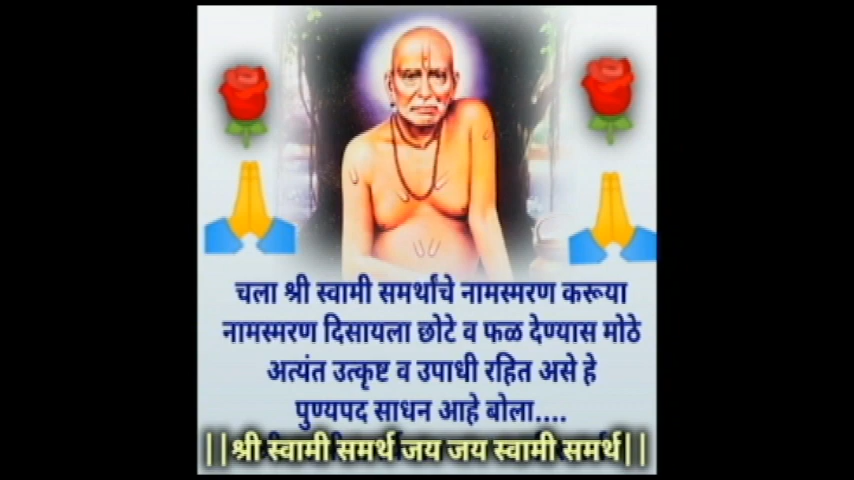 चला श्री स्वामी समर्थांचे नामस्मरण करूया
नामस्मरण दिसायला छोटे व फळ देण्यास मोठे
अत्यंत उत्कृष्ट व उपाधी रहित असे हे
पुण्यपद साधन आहे बोला....
||श्री स्वामी समर्थ जय जय स्वामी समर्थ||